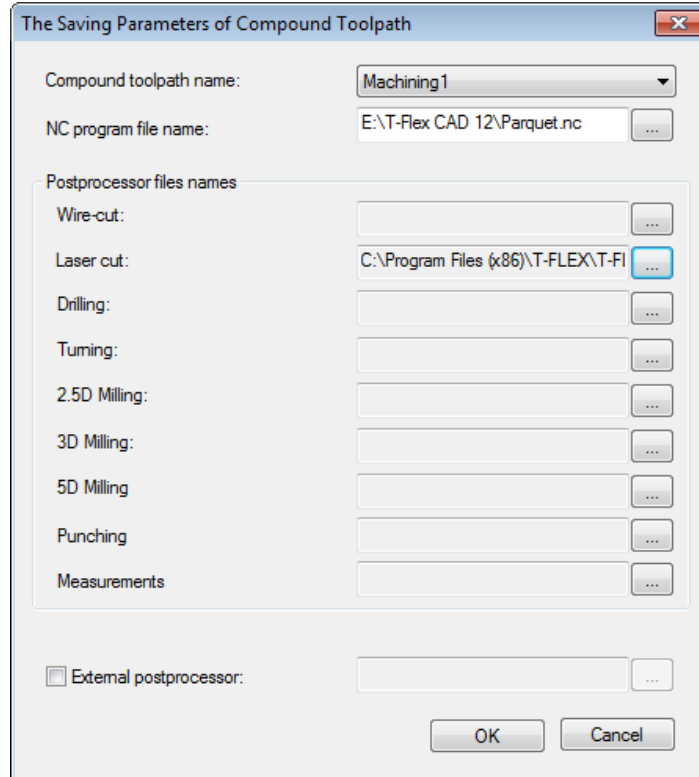 The Saving Parameters of Compound Toolpath
Compound toolpath name: Machining1
NC program file name: E:\T-Flex CAD 12\Parquet.nc ...
Postprocessor files names
Wire-cut: ...
Laser cut: C:\Program Files (x86)\T-FLEX\T-Fl ...
Drilling: ...
Turning: ...
2.5D Milling: ...
3D Milling: ...
5D Milling ...
Punching ...
Measurements ...
External postprocessor: ...
OK Cancel